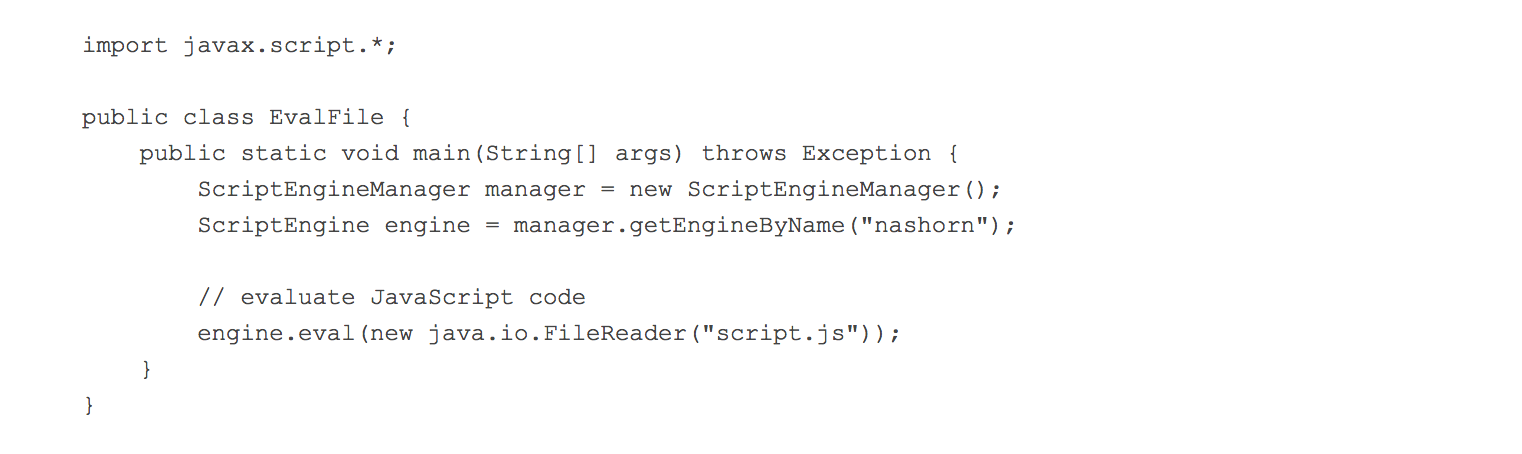 import javax.script.*;
public class EvalFile {
    public static void main(String[] args) throws Exception {
        ScriptEngineManager manager = new ScriptEngineManager();
        ScriptEngine engine = manager.getEngineByName("nashorn");
        // evaluate JavaScript code
        engine.eval(new java.io.FileReader("script.js"));
    }
}